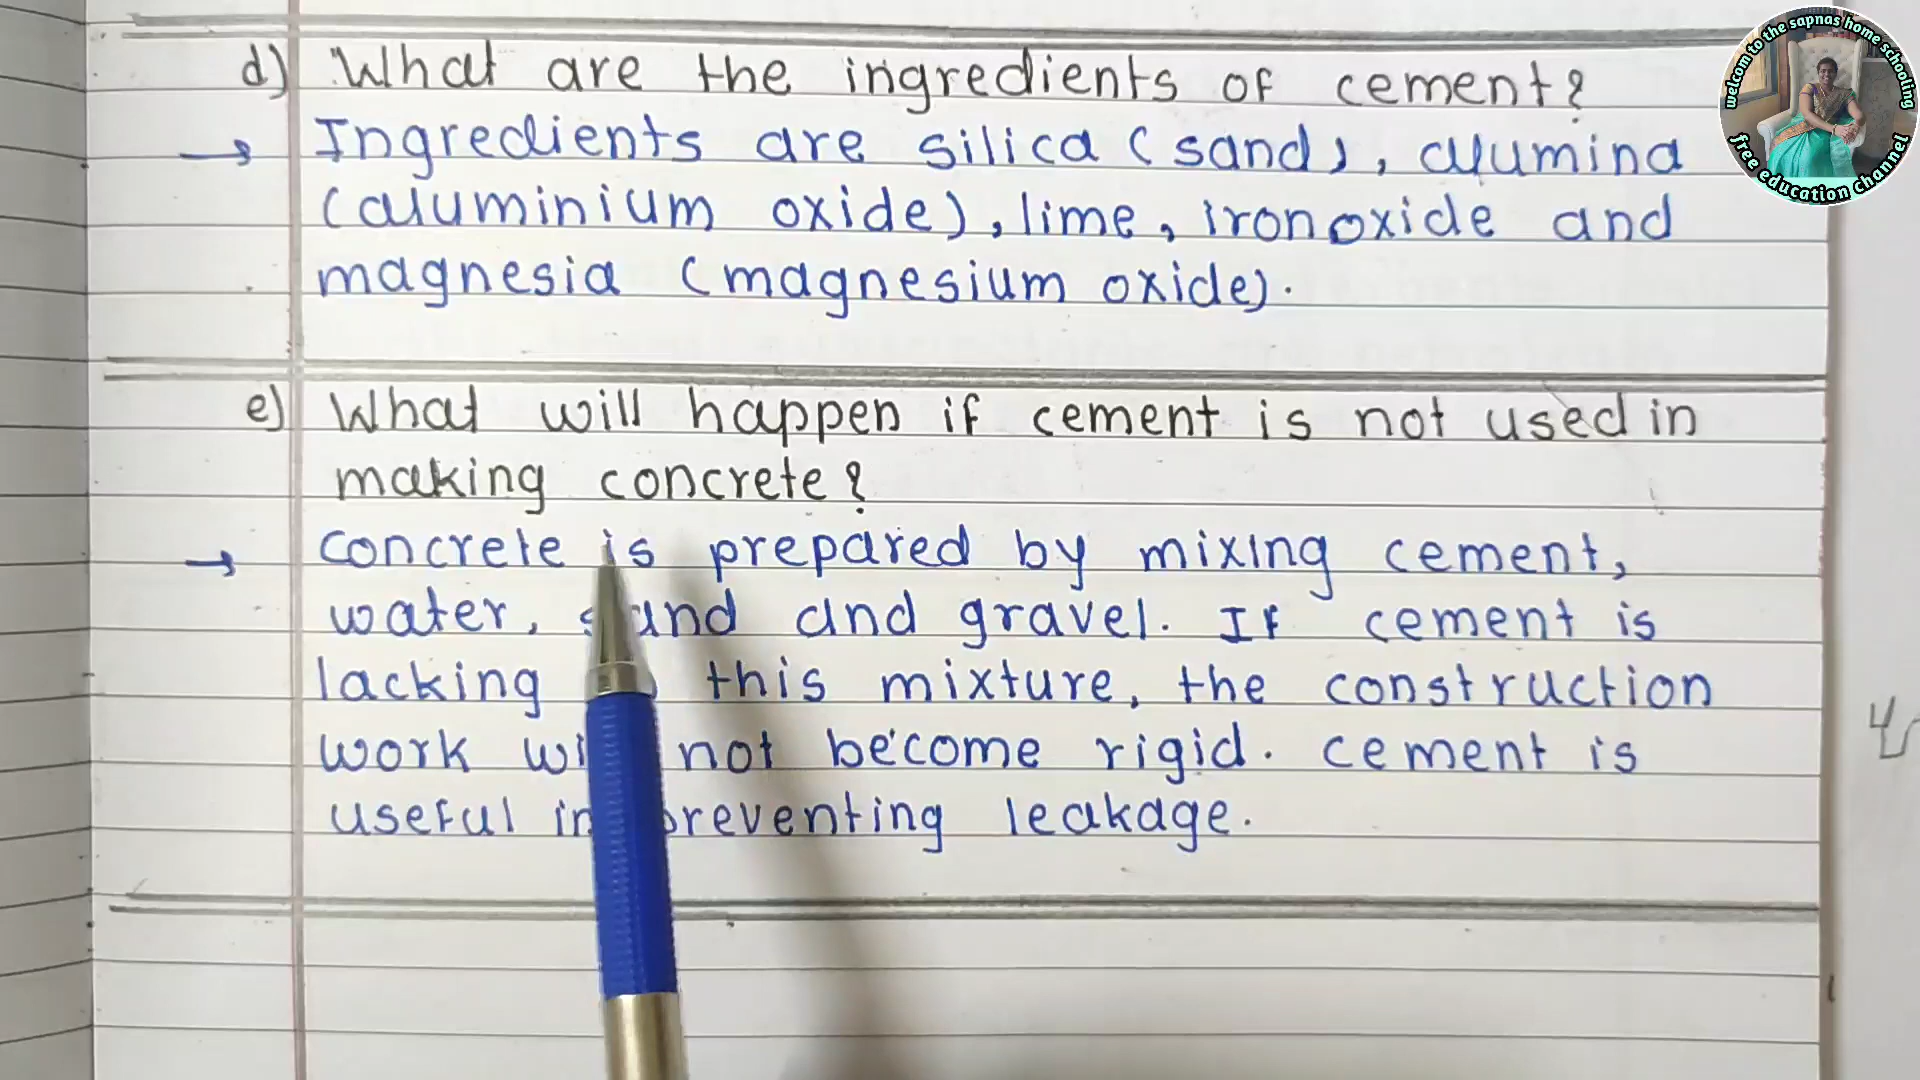 welcom to the sapnas home schooling
free education channel
d) What are the ingredients of cement?
→ Ingredients are silica (sand), alumina
(aluminium oxide), lime, iron oxide and
magnesia (magnesium oxide).
e) What will happen if cement is not used in
making concrete?
→ concrete is prepared by mixing cement,
water, sand and gravel. If cement is
lacking this mixture, the construction
work not become rigid. cement is
useful in preventing leakage.